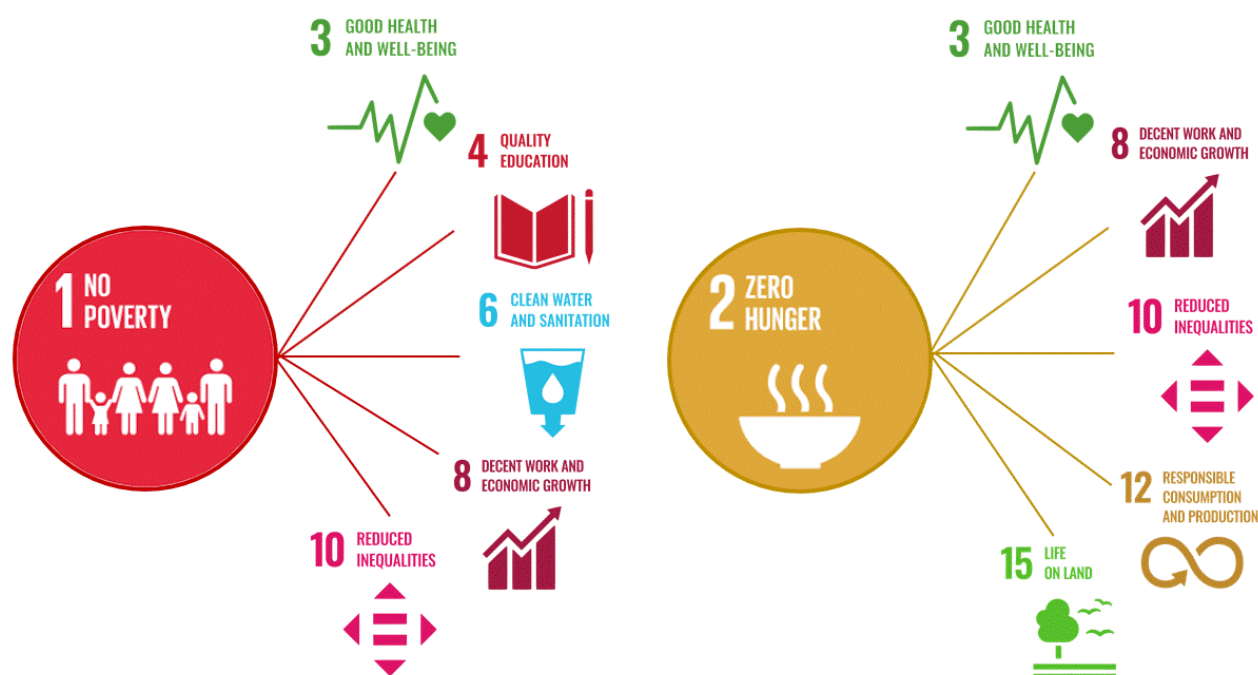 3 GOOD HEALTH
AND WELL-BEING
4 QUALITY
EDUCATION
1 NO
POVERTY
6 CLEAN WATER
AND SANITATION
8 DECENT WORK AND
ECONOMIC GROWTH
10 REDUCED
INEQUALITIES
3 GOOD HEALTH
AND WELL-BEING
8 DECENT WORK AND
ECONOMIC GROWTH
2 ZERO
HUNGER
10 REDUCED
INEQUALITIES
12 RESPONSIBLE
CONSUMPTION
AND PRODUCTION
15 LIFE
ON LAND